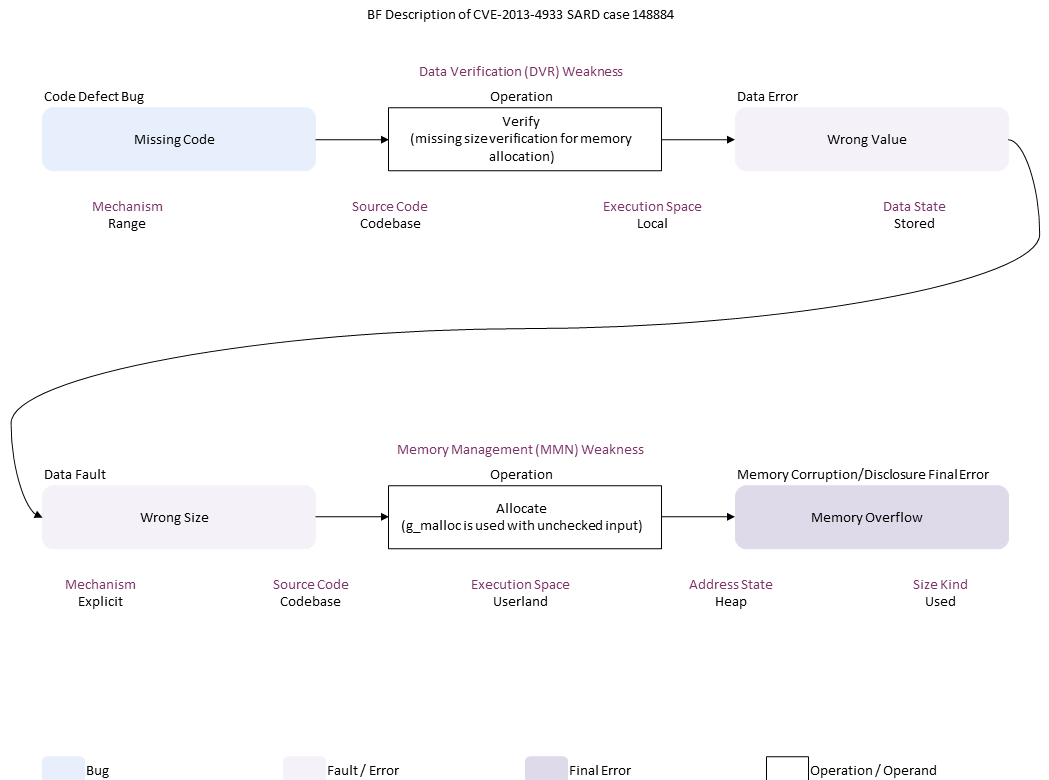 BF Description of CVE-2013-4933 SARD case 148884
Data Verification (DVR) Weakness
Code Defect Bug
Operation
Data Error
Missing Code
Verify
(missing size verification for memory
allocation)
Wrong Value
Mechanism
Range
Source Code
Codebase
Execution Space
Local
Data State
Stored
Memory Management (MMN) Weakness
Data Fault
Operation
Memory Corruption/Disclosure Final Error
Wrong Size
Allocate
(g_malloc is used with unchecked input)
Memory Overflow
Mechanism
Explicit
Source Code
Codebase
Execution Space
Userland
Address State
Heap
Size Kind
Used
Bug
Fault / Error
Final Error
Operation / Operand